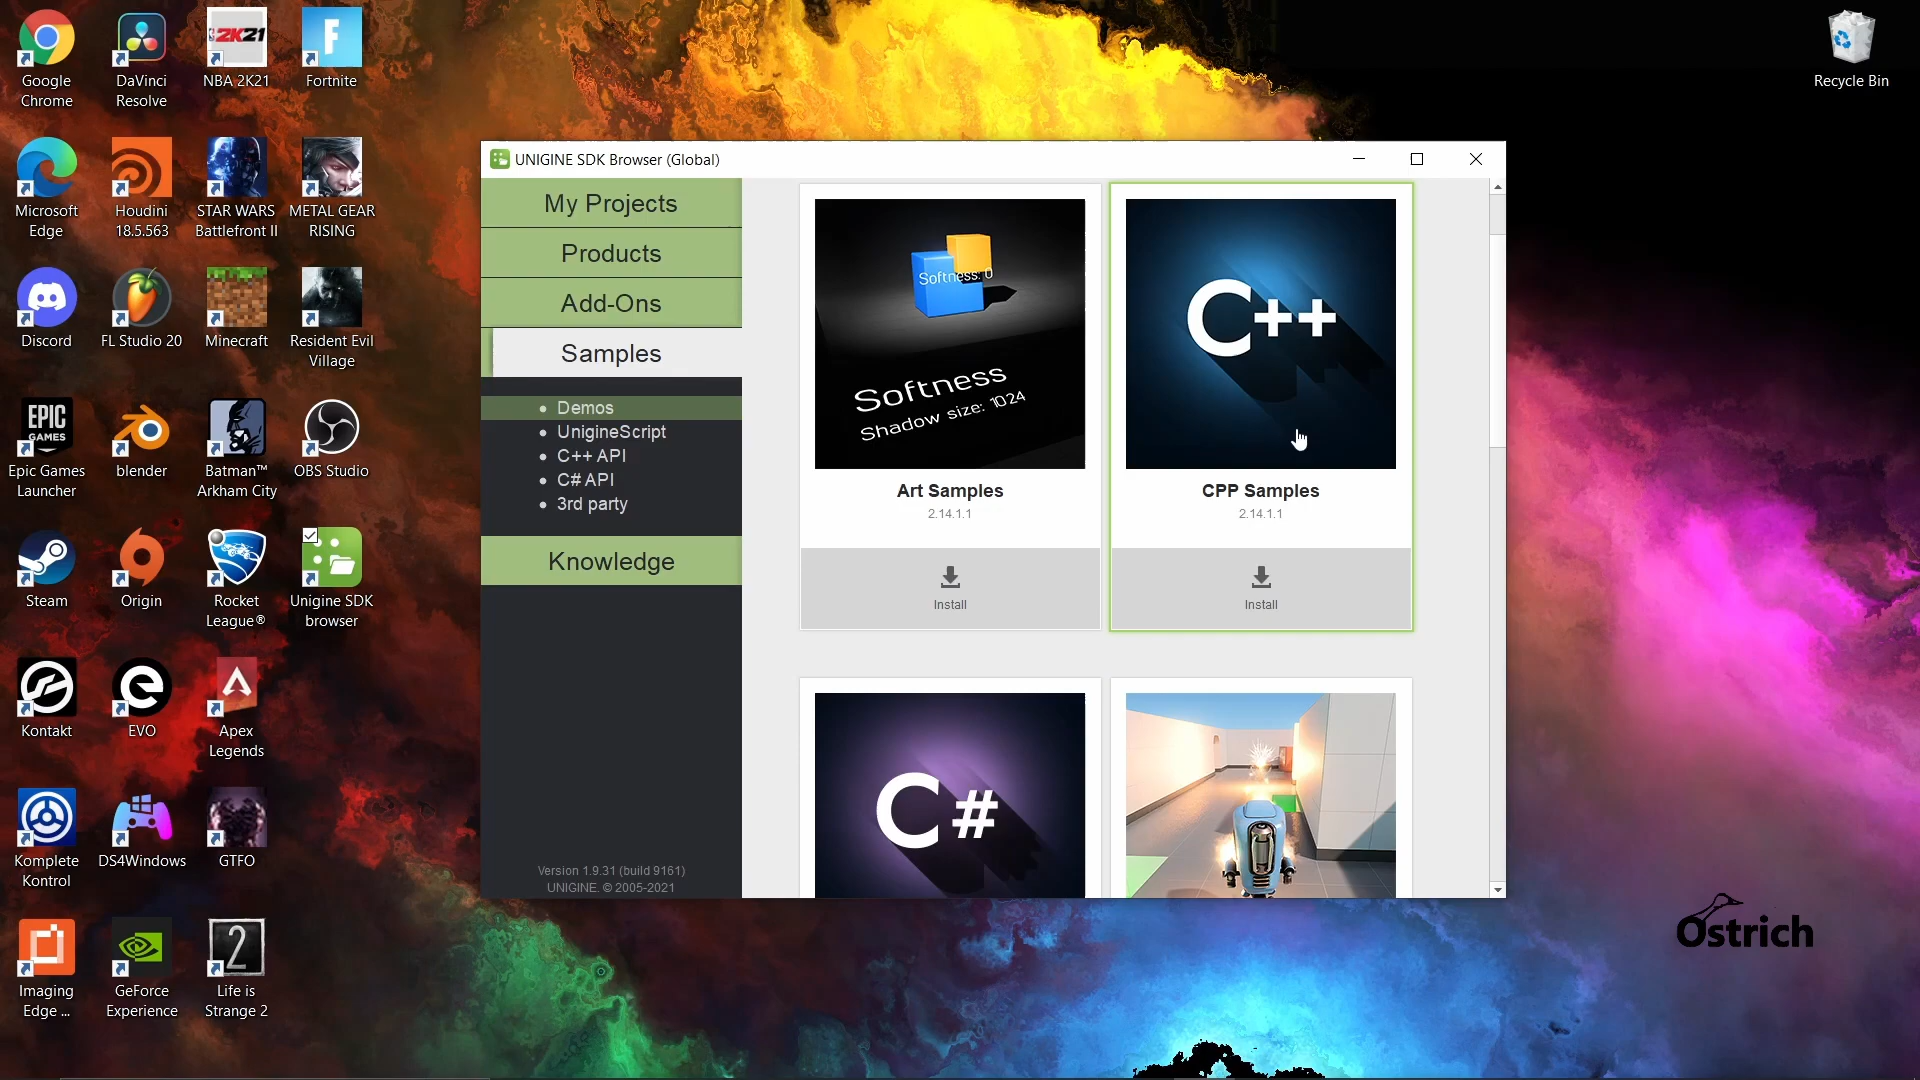 Google
Chrome
DaVinci
Resolve
2K21
NBA 2K21
F
Fortnite
Recycle Bin
Microsoft
Edge
Houdini
18.5.563
STAR WARS
Battlefront II
METAL GEAR
RISING
Discord
FL Studio 20
Minecraft
Resident Evil
Village
EPIC
GAMES
Epic Games
Launcher
blender
Batman™
Arkham City
OBS Studio
Steam
Origin
Rocket
League®
Unigine SDK
browser
Kontakt
EVO
Apex
Legends
Komplete
Kontrol
DS4Windows
GTFO
Imaging
Edge ...
GeForce
Experience
2
Life is
Strange 2
UNIGINE SDK Browser (Global)
My Projects
Products
Add-Ons
Samples
Demos
UnigineScript
C++ API
C# API
3rd party
Knowledge
Version 1.9.31 (build 9161)
UNIGINE. © 2005-2021
Softness: 0
Softness
Shadow size: 1024
Art Samples
2.14.1.1
Install
C++
CPP Samples
2.14.1.1
Install
C#
Ostrich